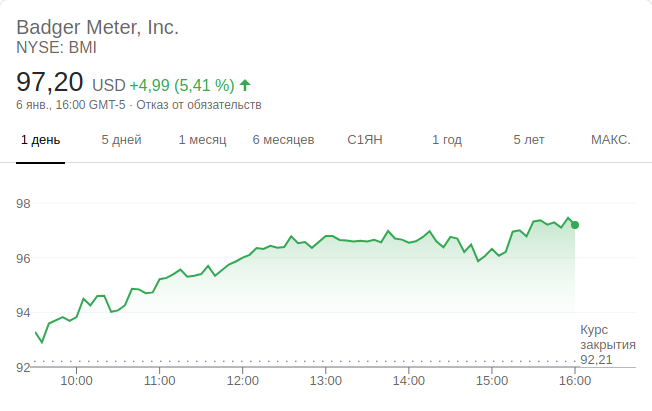 Badger Meter, Inc.
NYSE: BMI
97,20 USD +4,99 (5,41 %)
6 янв., 16:00 GMT-5 · Отказ от обязательств
1 день 5 дней 1 месяц 6 месяцев С1ЯН 1 год 5 лет МАКС.
98
96
94
92
Курс
закрытия
92,21
10:00 11:00 12:00 13:00 14:00 15:00 16:00